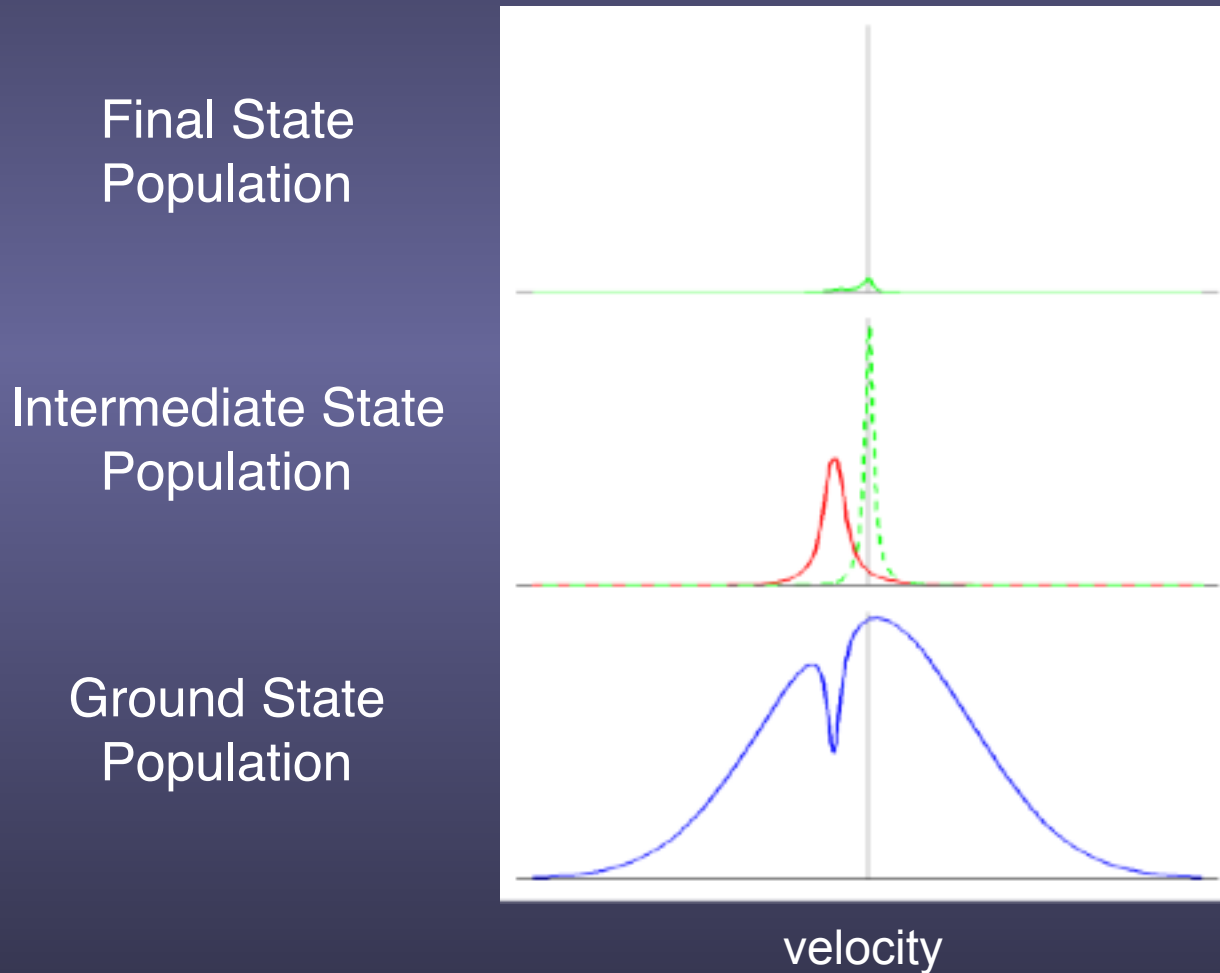 Final State
Population
Intermediate State
Population
Ground State
Population
velocity